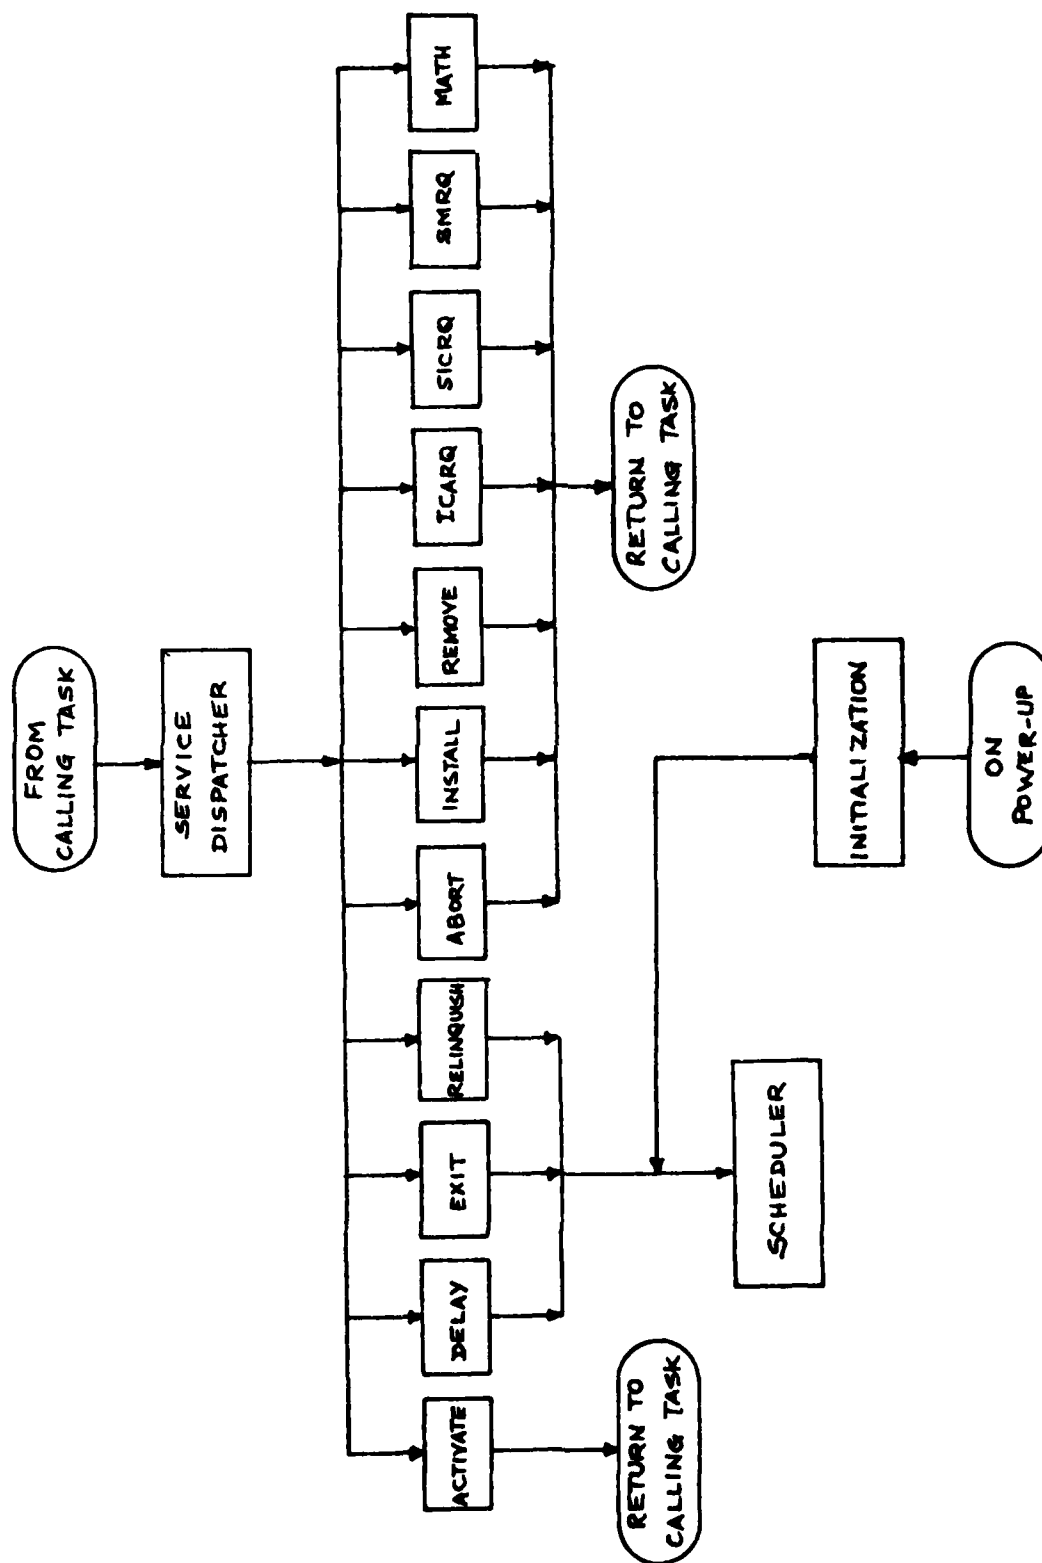 FROM
CALLING TASK
SERVICE
DISPATCHER
ACTIVATE
DELAY
EXIT
RELINQUISH
ABORT
INSTALL
REMOVE
ICARQ
SICRQ
SMRQ
MATH
RETURN TO
CALLING TASK
SCHEDULER
RETURN TO
CALLING TASK
INITIALIZATION
ON
POWER-UP